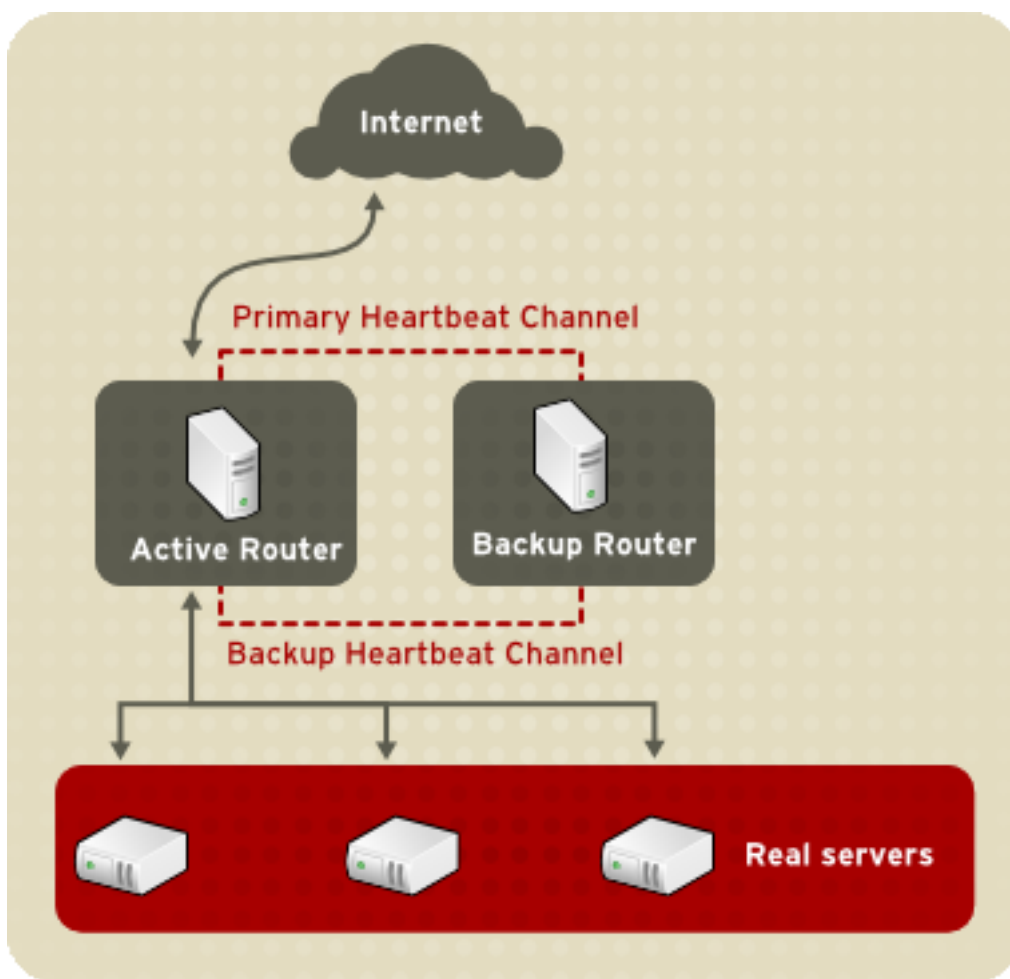 Internet
Primary Heartbeat Channel
Active Router
Backup Router
Backup Heartbeat Channel
Real servers